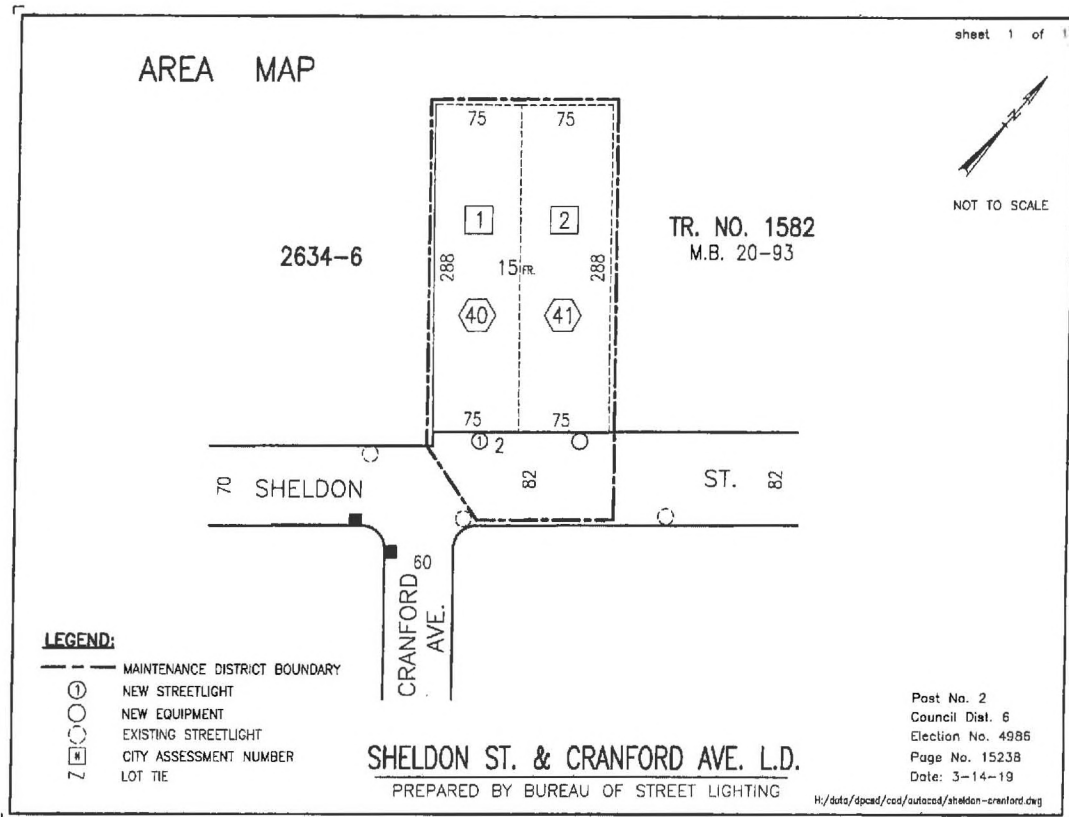 sheet 1 of 1
AREA MAP
N
NOT TO SCALE
75 75
1 2
2634-6
TR. NO. 1582
M.B. 20-93
288 15 FR. 288
40 41
75 75
1 2
70 SHELDON 82 ST. 82
60
CRANFORD
AVE.
LEGEND:
MAINTENANCE DISTRICT BOUNDARY
1 NEW STREETLIGHT
NEW EQUIPMENT
EXISTING STREETLIGHT
CITY ASSESSMENT NUMBER
LOT TIE
SHELDON ST. & CRANFORD AVE. L.D.
PREPARED BY BUREAU OF STREET LIGHTING
Post No. 2
Council Dist. 6
Election No. 4986
Page No. 15238
Date: 3-14-19
H:/data/dpcsd/cad/autocad/sheldon-cranford.dwg